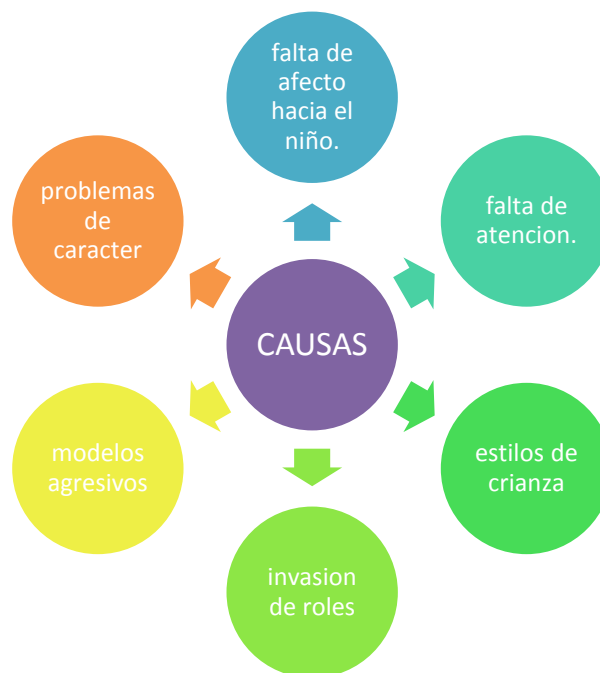 falta de
afecto
hacia el
niño.
problemas
de
caracter
falta de
atencion.
CAUSAS
modelos
agresivos
estilos de
crianza
invasion
de roles